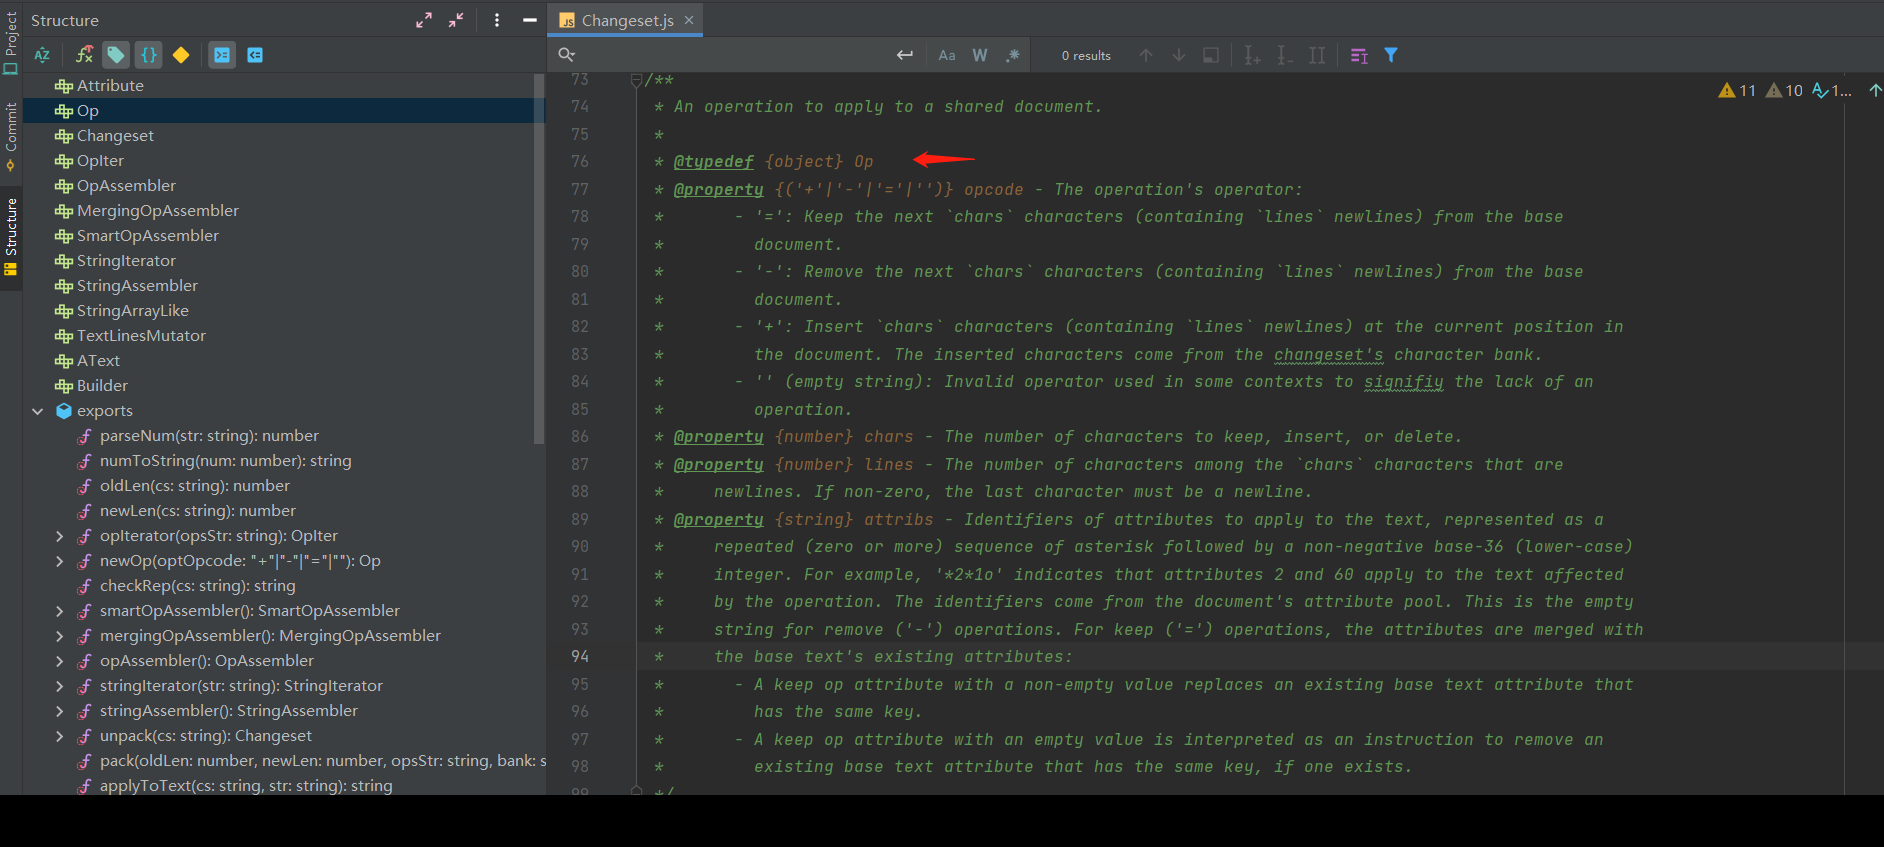 Project
Commit
Structure
Structure
Attribute
Op
Changeset
OpIter
OpAssembler
MergingOpAssembler
SmartOpAssembler
StringIterator
StringAssembler
StringArrayLike
TextLinesMutator
AText
Builder
exports
parseNum(str: string): number
numToString(num: number): string
oldLen(cs: string): number
newLen(cs: string): number
opIterator(opsStr: string): OpIter
newOp(optOpcode: "+"|"-"|"="|""): Op
checkRep(cs: string): string
smartOpAssembler(): SmartOpAssembler
mergingOpAssembler(): MergingOpAssembler
opAssembler(): OpAssembler
stringIterator(str: string): StringIterator
stringAssembler(): StringAssembler
unpack(cs: string): Changeset
pack(oldLen: number, newLen: number, opsStr: string, bank: s
applyToText(cs: string, str: string): string
JS Changeset.js ×
Aa W .* 0 results
11 10 1...
73 /**
74 * An operation to apply to a shared document.
75 *
76 * @typedef {object} Op
77 * @property {('+'|'-'|'='|'')} opcode - The operation's operator:
78 * - '=': Keep the next `chars` characters (containing `lines` newlines) from the base
79 * document.
80 * - '-': Remove the next `chars` characters (containing `lines` newlines) from the base
81 * document.
82 * - '+': Insert `chars` characters (containing `lines` newlines) at the current position in
83 * the document. The inserted characters come from the changeset's character bank.
84 * - '' (empty string): Invalid operator used in some contexts to signifiy the lack of an
85 * operation.
86 * @property {number} chars - The number of characters to keep, insert, or delete.
87 * @property {number} lines - The number of characters among the `chars` characters that are
88 * newlines. If non-zero, the last character must be a newline.
89 * @property {string} attribs - Identifiers of attributes to apply to the text, represented as a
90 * repeated (zero or more) sequence of asterisk followed by a non-negative base-36 (lower-case)
91 * integer. For example, '*2*1o' indicates that attributes 2 and 60 apply to the text affected
92 * by the operation. The identifiers come from the document's attribute pool. This is the empty
93 * string for remove ('-') operations. For keep ('=') operations, the attributes are merged with
94 * the base text's existing attributes:
95 * - A keep op attribute with a non-empty value replaces an existing base text attribute that
96 * has the same key.
97 * - A keep op attribute with an empty value is interpreted as an instruction to remove an
98 * existing base text attribute that has the same key, if one exists.
99 */